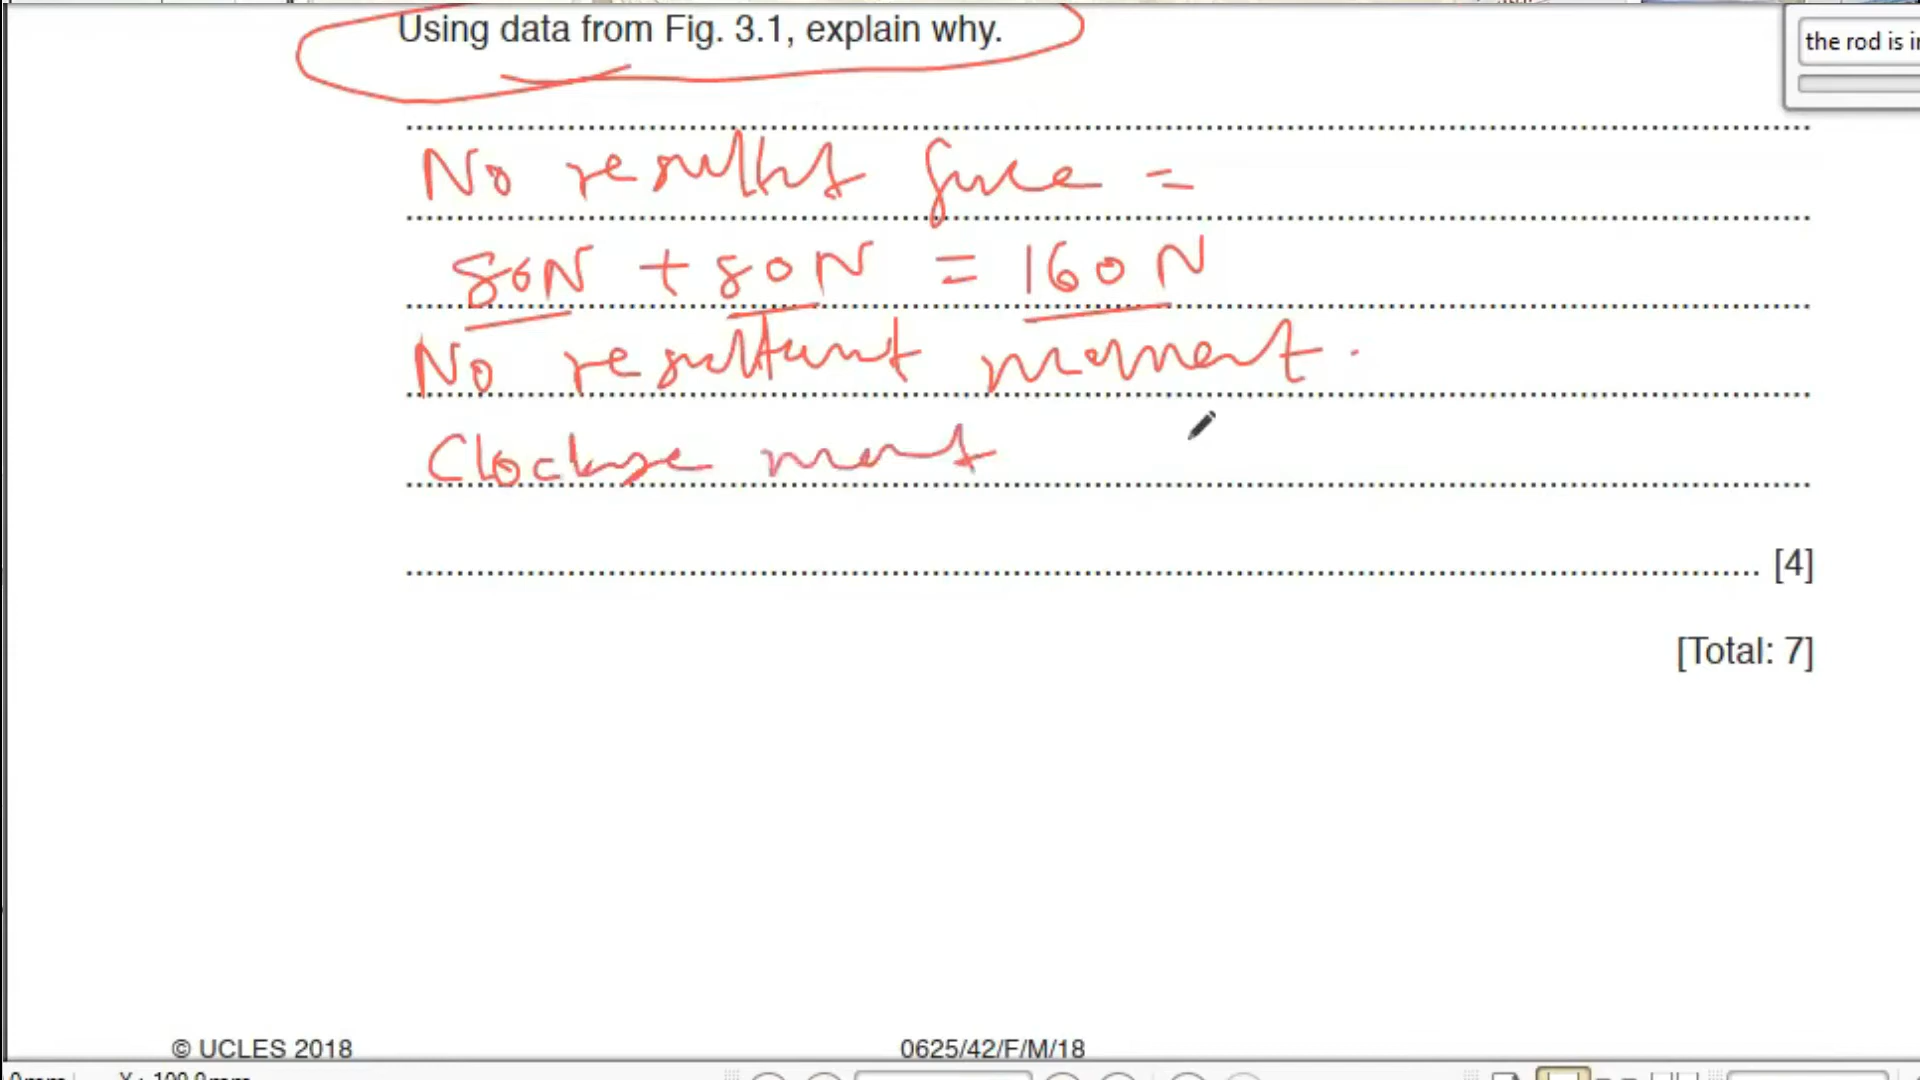 Using data from Fig. 3.1, explain why.
the rod is i
No resultnt force =
80N + 80N = 160N
No resultant moment.
Clockwise moment
[4]
[Total: 7]
© UCLES 2018
0625/42/F/M/18